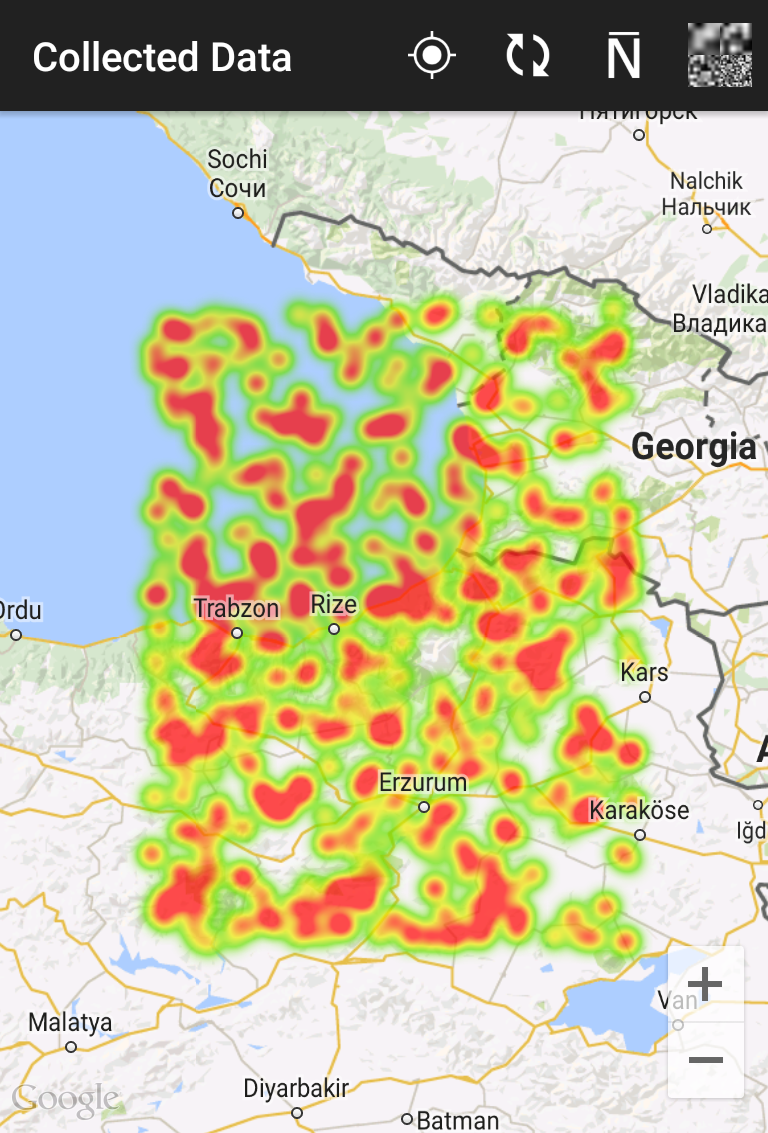 Collected Data N
Пятигорск
Sochi
Сочи
Nalchik
Нальчик
Vladika
Владика
Georgia
Ordu
Trabzon
Rize
Kars
A
Erzurum
Karaköse
Iğd
Van
Malatya
Diyarbakir
Batman
Google